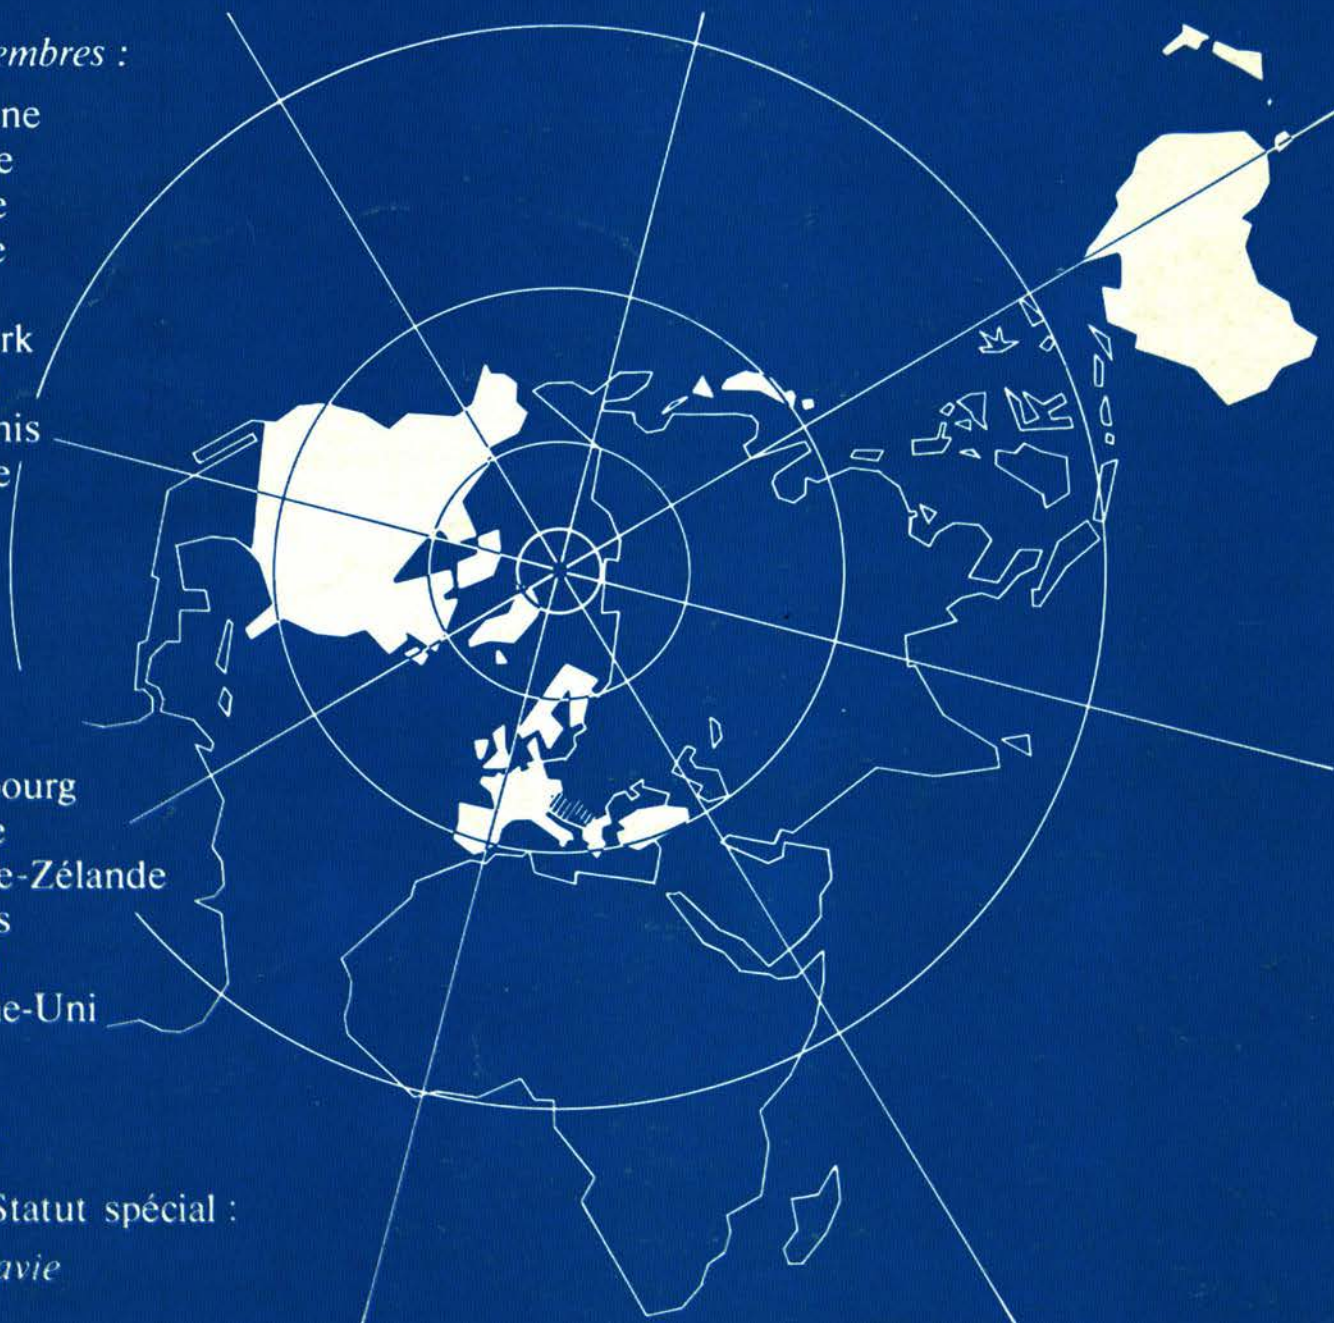 embres :
ne
e
e
e
rk
nis
e
ourg
e
e-Zélande
s
e-Uni
Statut spécial :
avie